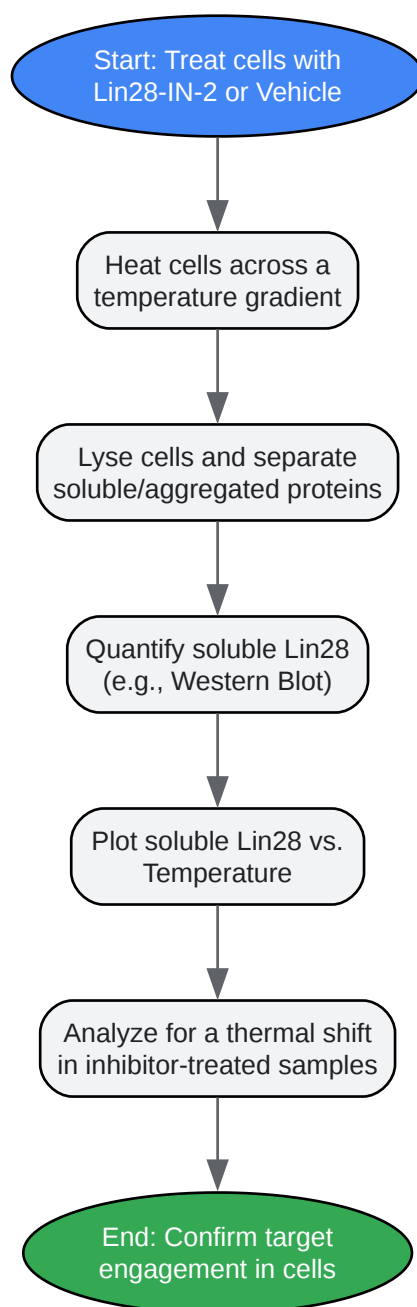 Start: Treat cells with
Lin28-IN-2 or Vehicle
Heat cells across a
temperature gradient
Lyse cells and separate
soluble/aggregated proteins
Quantify soluble Lin28
(e.g., Western Blot)
Plot soluble Lin28 vs.
Temperature
Analyze for a thermal shift
in inhibitor-treated samples
End: Confirm target
engagement in cells